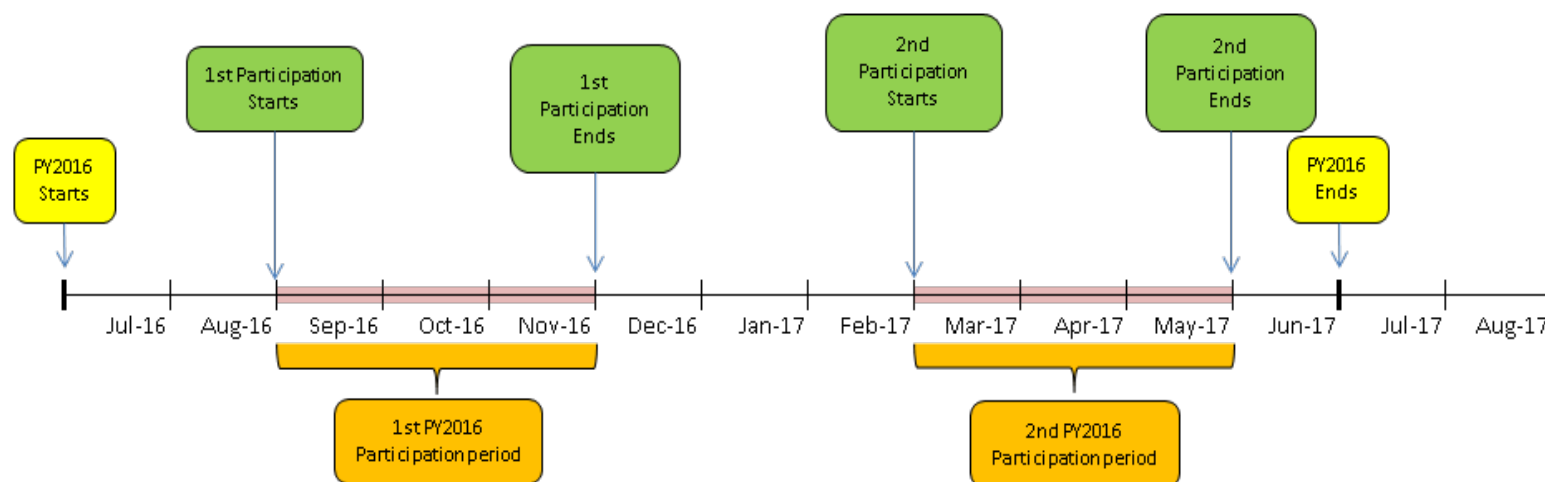 PY2016
Starts
1st Participation
Starts
1st
Participation
Ends
2nd
Participation
Starts
2nd
Participation
Ends
PY2016
Ends
Jul-16
Aug-16
Sep-16
Oct-16
Nov-16
Dec-16
Jan-17
Feb-17
Mar-17
Apr-17
May-17
Jun-17
Jul-17
Aug-17
1st PY2016
Participation period
2nd PY2016
Participation period